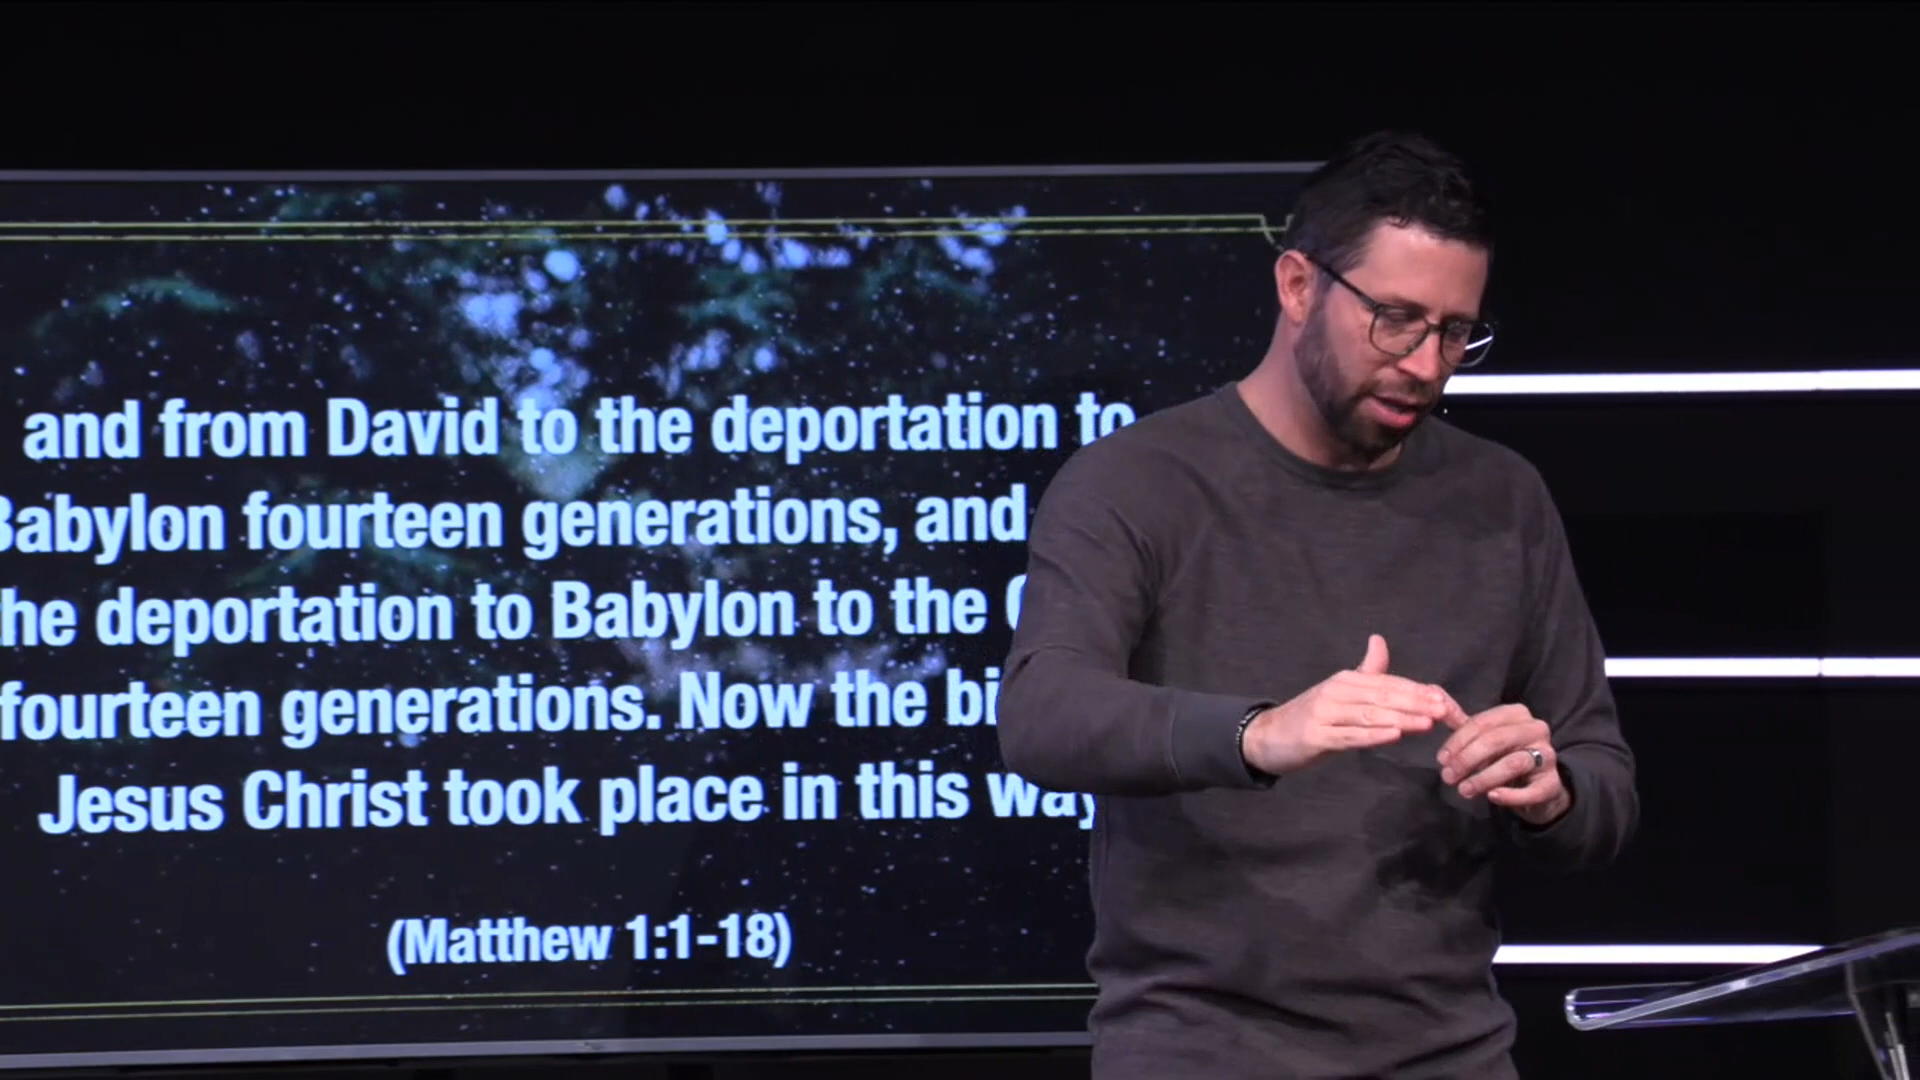 and from David to the deportation to
Babylon fourteen generations, and
the deportation to Babylon to the
fourteen generations. Now the
Jesus Christ took place in this way
(Matthew 1:1-18)